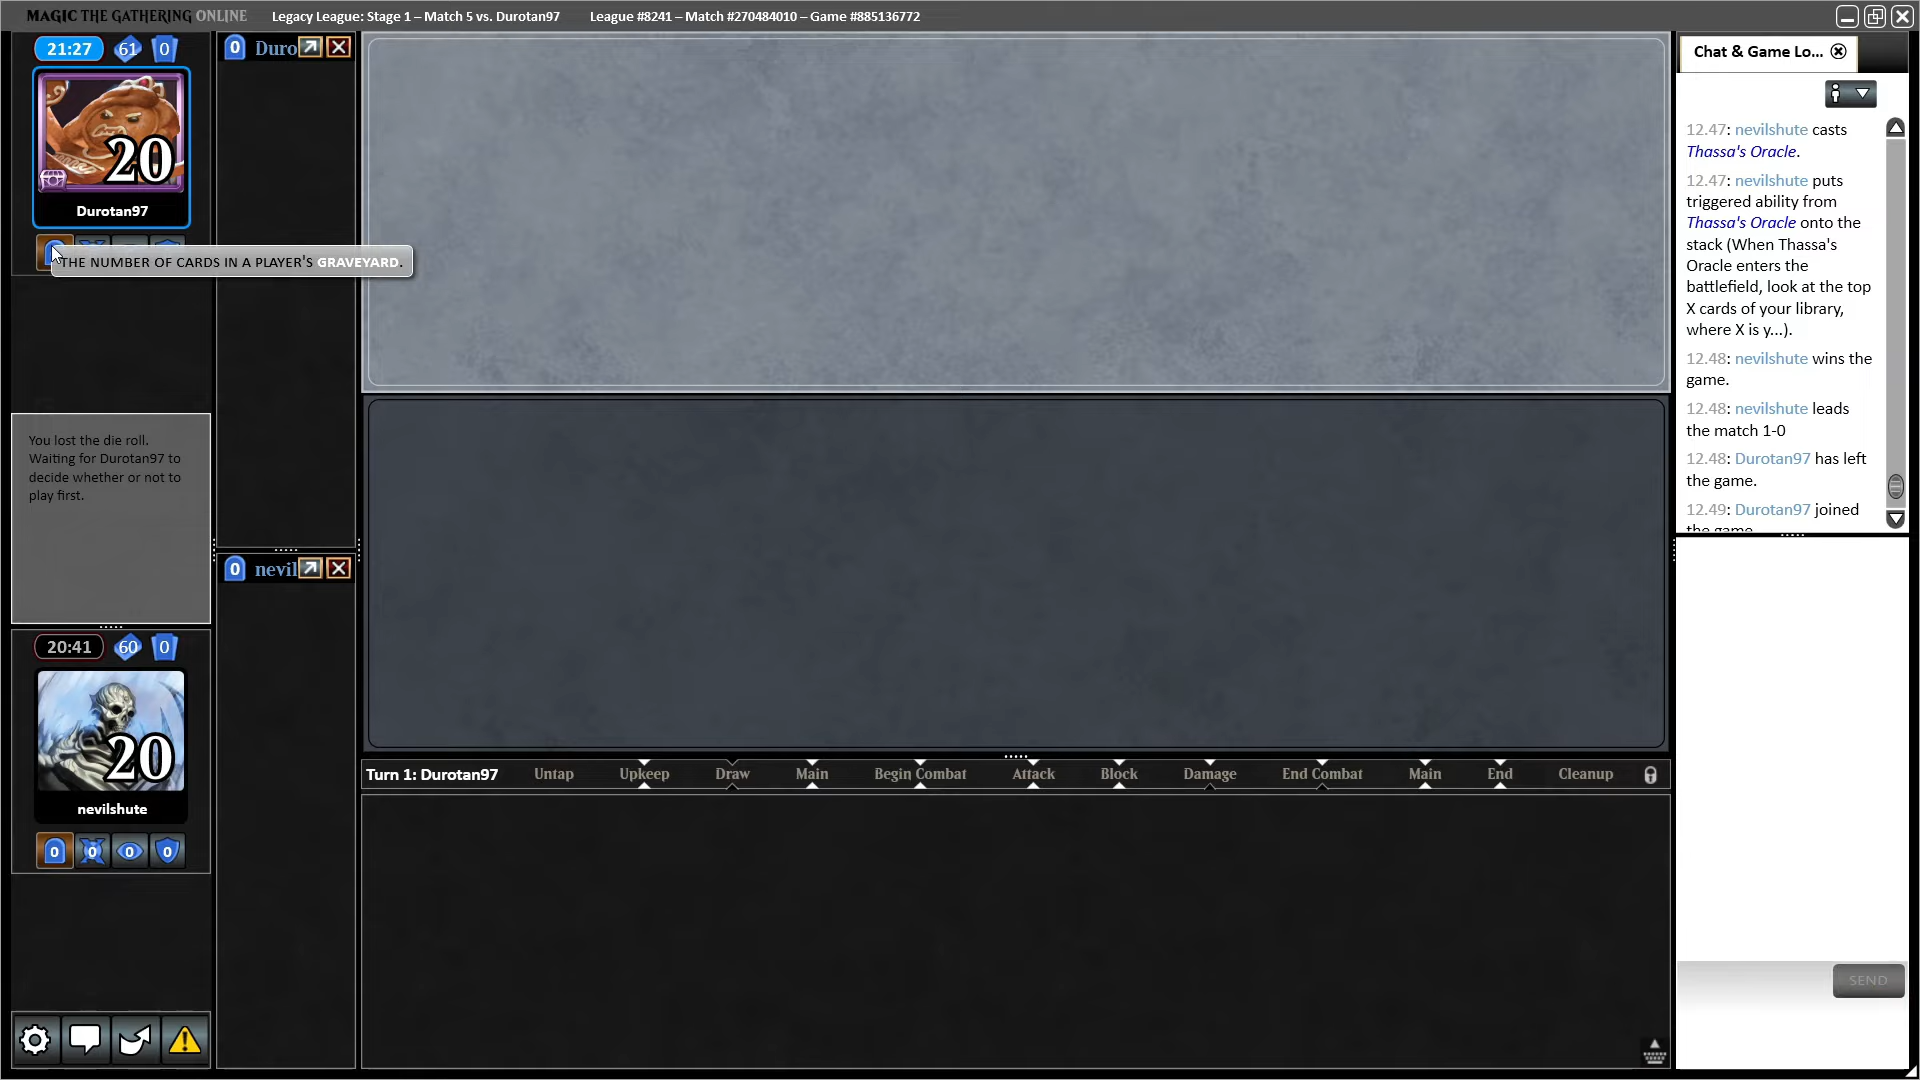 MAGIC THE GATHERING ONLINE
Legacy League: Stage 1 – Match 5 vs. Durotan97
League #8241 – Match #270484010 – Game #885136772
21:27
61
0
20
Durotan97
THE NUMBER OF CARDS IN A PLAYER'S GRAVEYARD.
0
Duro
You lost the die roll.
Waiting for Durotan97 to
decide whether or not to
play first.
0
nevil
20:41
60
0
20
nevilshute
0
0
0
0
Turn 1: Durotan97
Untap
Upkeep
Draw
Main
Begin Combat
Attack
Block
Damage
End Combat
Main
End
Cleanup
Chat & Game Lo...
12.47: nevilshute casts
Thassa's Oracle.
12.47: nevilshute puts
triggered ability from
Thassa's Oracle onto the
stack (When Thassa's
Oracle enters the
battlefield, look at the top
X cards of your library,
where X is y...).
12.48: nevilshute wins the
game.
12.48: nevilshute leads
the match 1-0
12.48: Durotan97 has left
the game.
12.49: Durotan97 joined
the game.
SEND